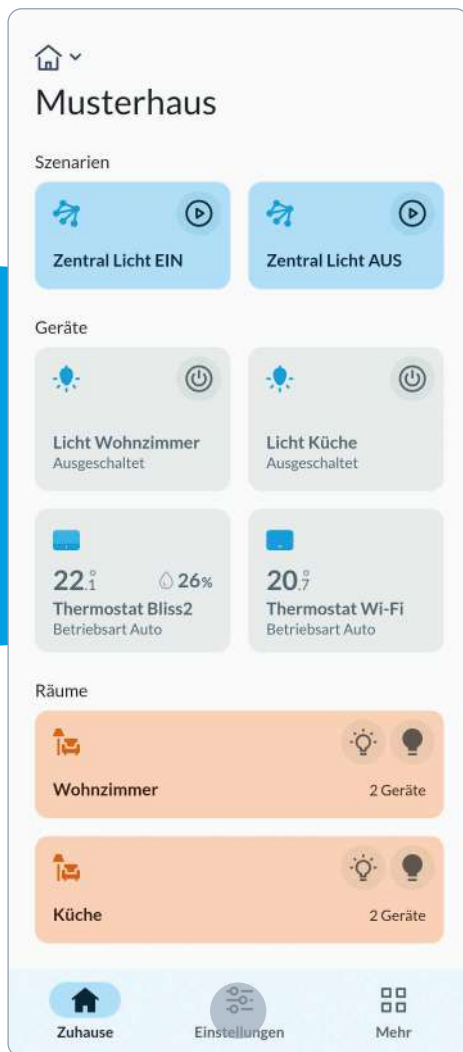 Musterhaus
Szenarien
Zentral Licht EIN
Zentral Licht AUS
Geräte
Licht Wohnzimmer
Ausgeschaltet
Licht Küche
Ausgeschaltet
22.1° 26%
Thermostat Bliss2
Betriebsart Auto
20.7°
Thermostat Wi-Fi
Betriebsart Auto
Räume
Wohnzimmer 2 Geräte
Küche 2 Geräte
Zuhause Einstellungen Mehr